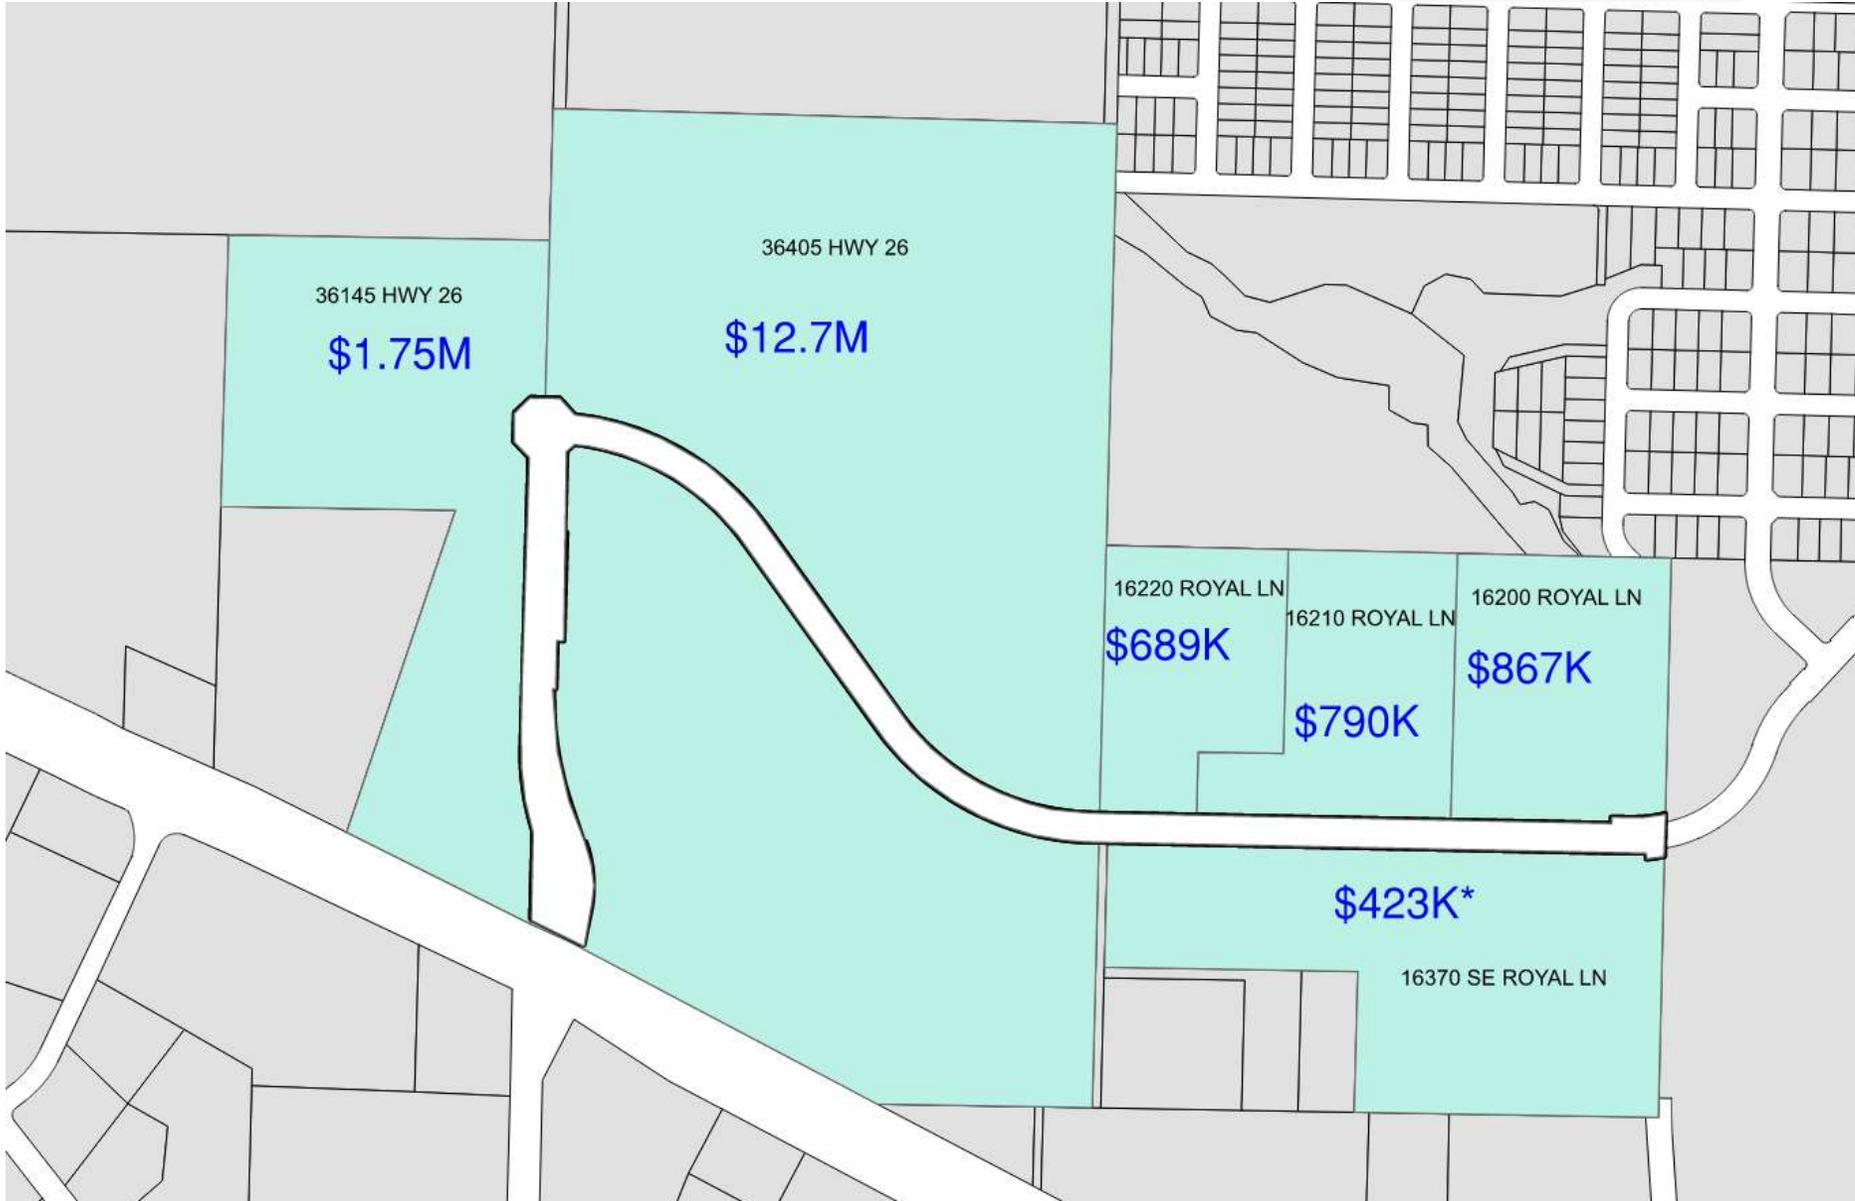 36405 HWY 26
$12.7M
36145 HWY 26
$1.75M
16220 ROYAL LN
$689K
16210 ROYAL LN
$790K
16200 ROYAL LN
$867K
$423K*
16370 SE ROYAL LN